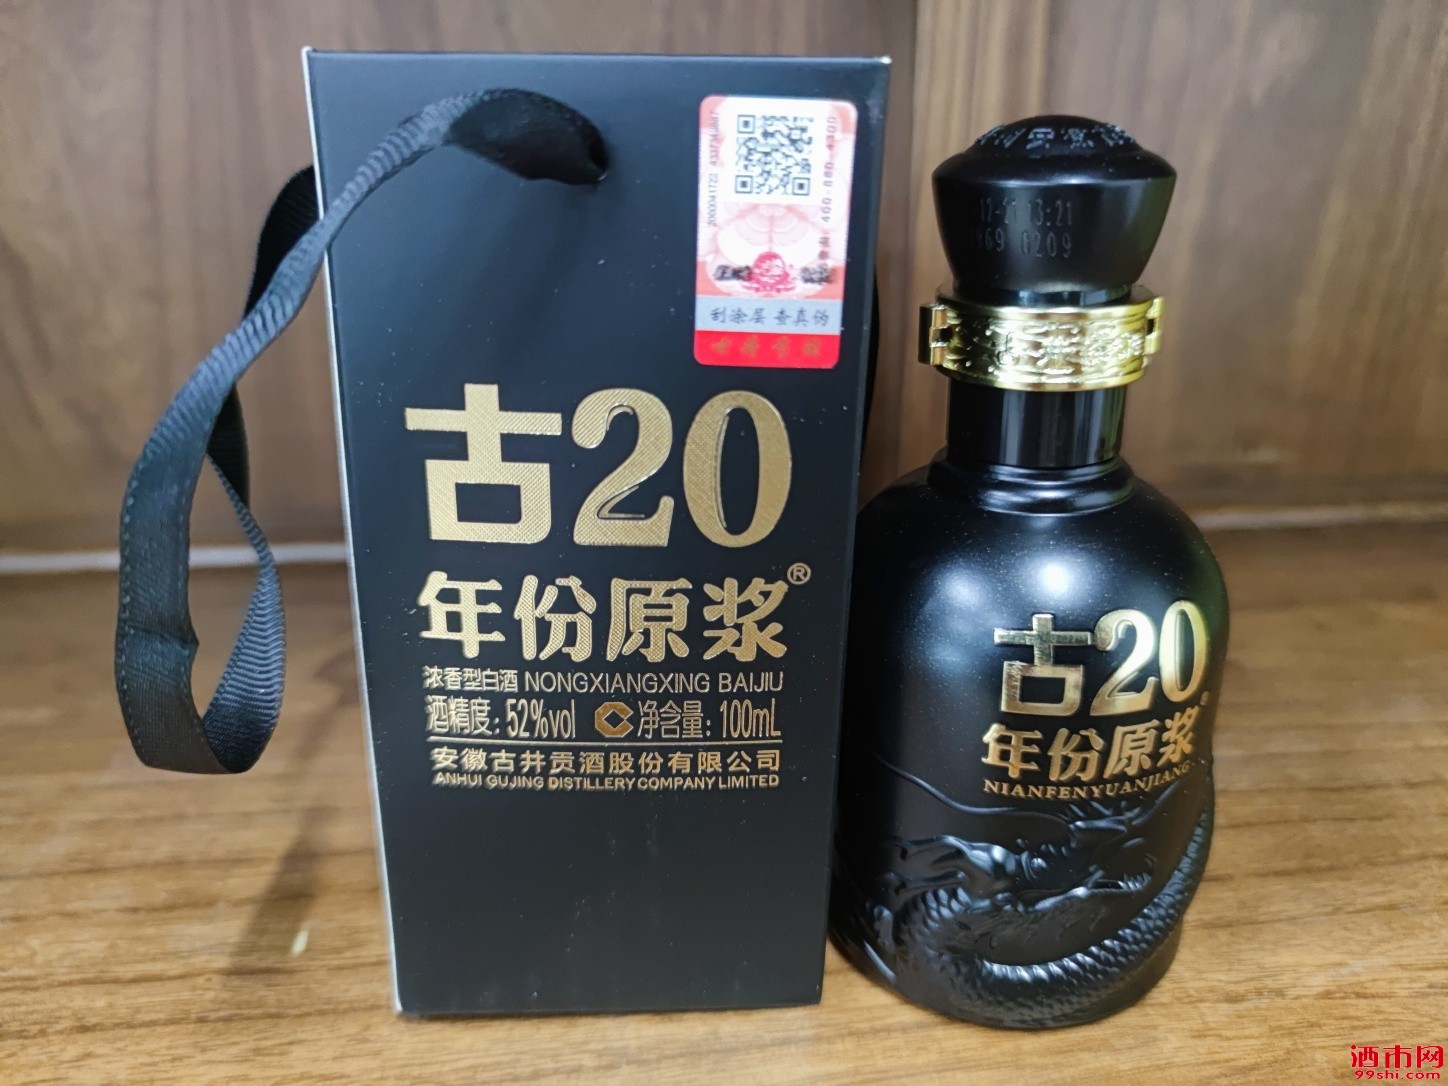 刮涂层 查真伪
古20
年份原浆®
浓香型白酒 NONGXIANGXING BAIJIU
酒精度：52%vol 净含量：100mL
安徽古井贡酒股份有限公司
ANHUI GUJING DISTILLERY COMPANY LIMITED
13:21
0209
古20
年份原浆®
NIANFENYUANJIANG
酒市网
99shi.com